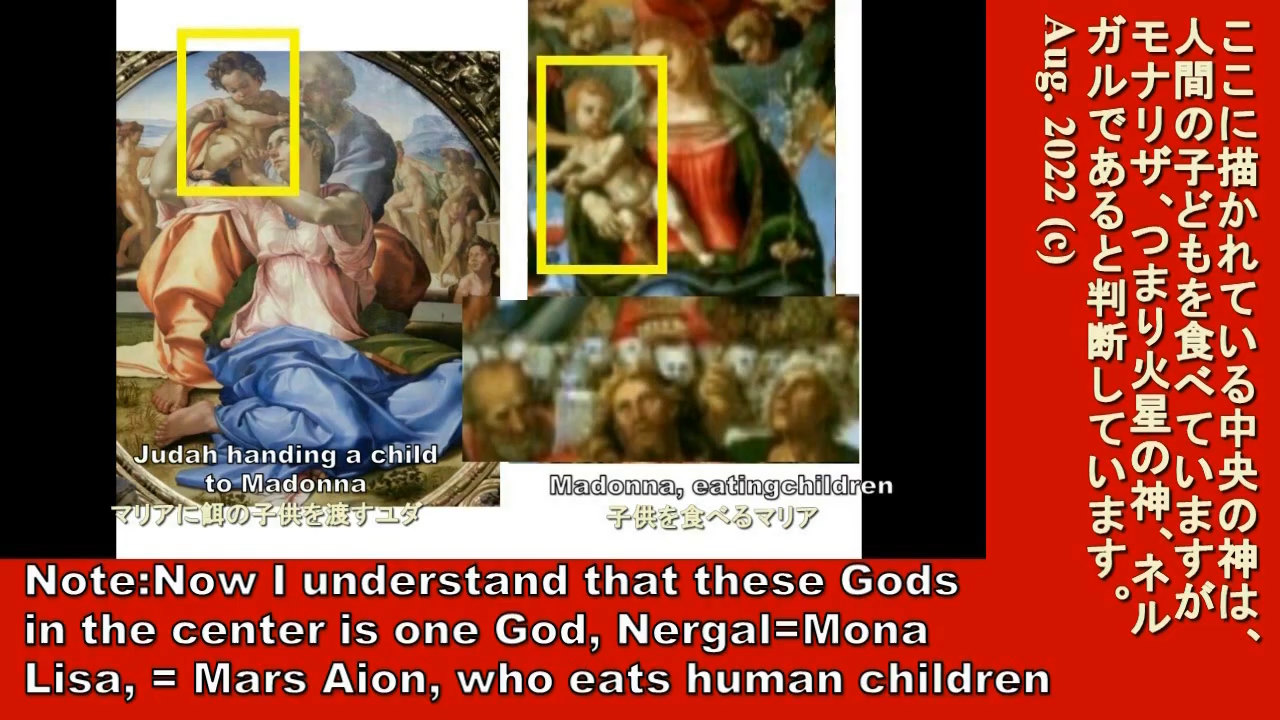 Judah handing a child
to Madonna
マリアに餌の子供を渡すユダ
Madonna, eatingchildren
子供を食べるマリア
Note:Now I understand that these Gods
in the center is one God, Nergal=Mona
Lisa, = Mars Aion, who eats human children
ここに描かれている中央の神は、
人間の子どもを食べていますが
モナリザ、つまり火星の神、ネル
ガルであると判断しています。
Aug. 2022 (c)